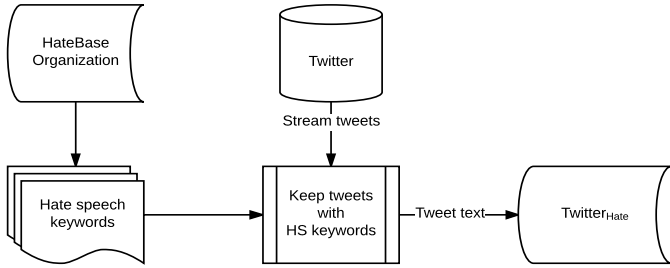 HateBase
Organization
Twitter
Stream tweets
Hate speech
keywords
Keep tweets
with
HS keywords
Tweet text
TwitterHate